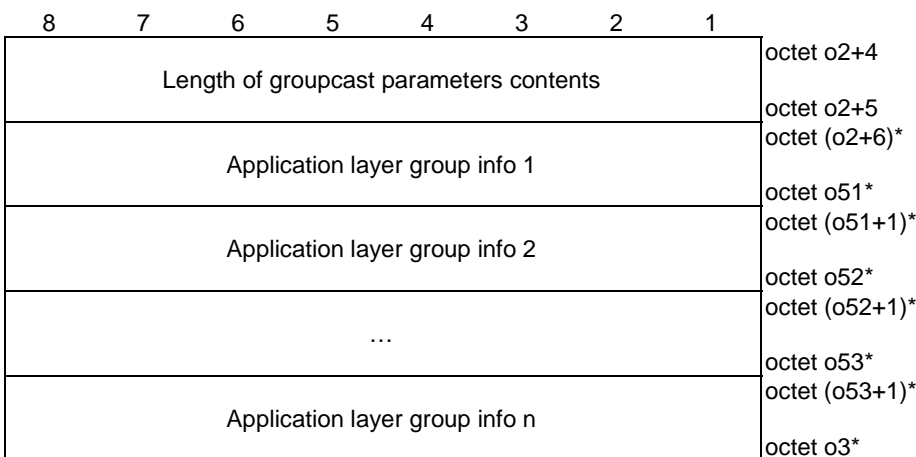 8 7 6 5 4 3 2 1
octet o2+4
Length of groupcast parameters contents
octet o2+5
octet (o2+6)*
Application layer group info 1
octet o51*
octet (o51+1)*
Application layer group info 2
octet o52*
octet (o52+1)*
…
octet o53*
octet (o53+1)*
Application layer group info n
octet o3*